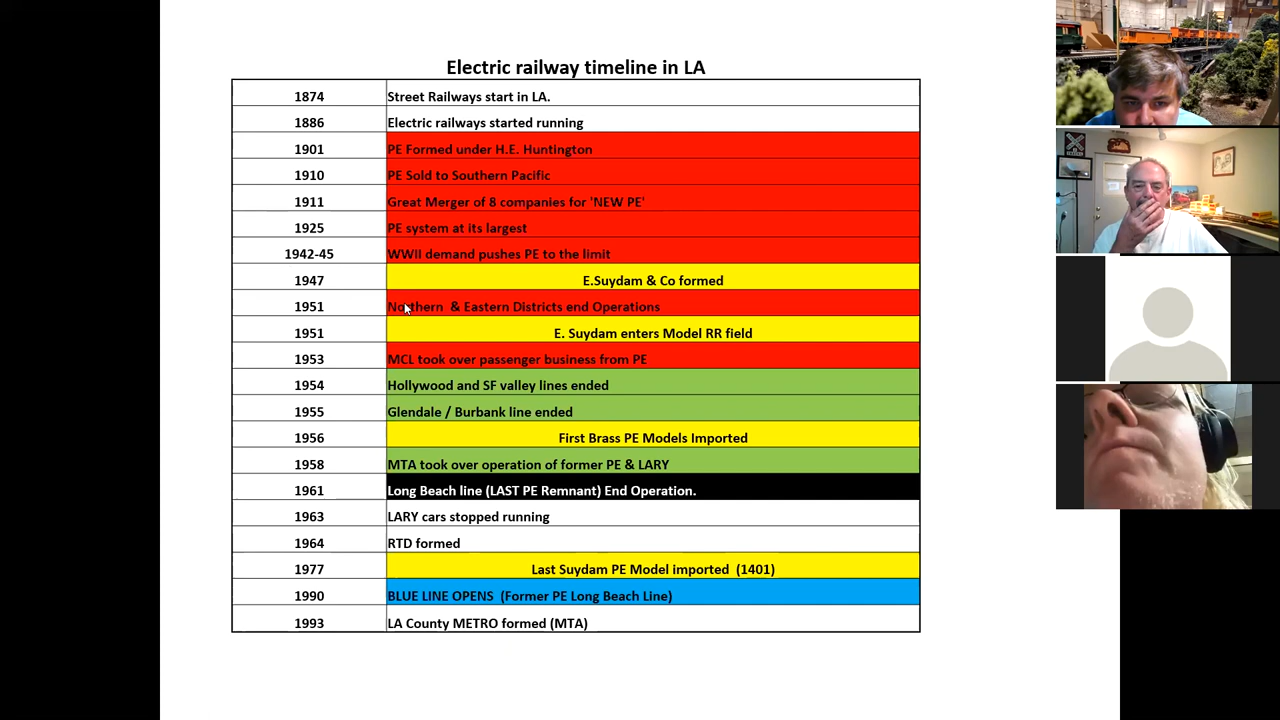 Electric railway timeline in LA
1874 Street Railways start in LA.
1886 Electric railways started running
1901 PE Formed under H.E. Huntington
1910 PE Sold to Southern Pacific
1911 Great Merger of 8 companies for 'NEW PE'
1925 PE system at its largest
1942-45 WWII demand pushes PE to the limit
1947 E.Suydam & Co formed
1951 Northern & Eastern Districts end Operations
1951 E. Suydam enters Model RR field
1953 MCL took over passenger business from PE
1954 Hollywood and SF valley lines ended
1955 Glendale / Burbank line ended
1956 First Brass PE Models Imported
1958 MTA took over operation of former PE & LARY
1961 Long Beach line (LAST PE Remnant) End Operation.
1963 LARY cars stopped running
1964 RTD formed
1977 Last Suydam PE Model imported (1401)
1990 BLUE LINE OPENS (Former PE Long Beach Line)
1993 LA County METRO formed (MTA)